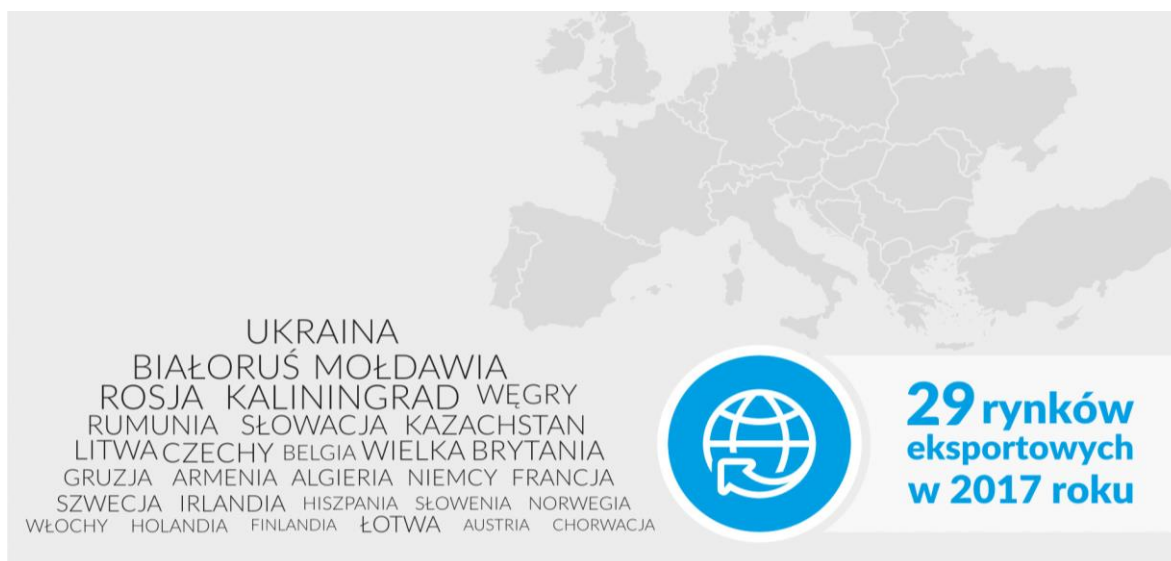 UKRAINA
BIAŁORUŚ MOŁDAWIA
ROSJA KALININGRAD WĘGRY
RUMUNIA SŁOWACJA KAZACHSTAN
LITWA CZECHY BELGIA WIELKA BRYTANIA
GRUZJA ARMENIA ALGIERIA NIEMCY FRANCJA
SZWECJA IRLANDIA HISZPANIA SŁOWENIA NORWEGIA
WŁOCHY HOLANDIA FINLANDIA ŁOTWA AUSTRIA CHORWACJA
29 rynków
eksportowych
w 2017 roku